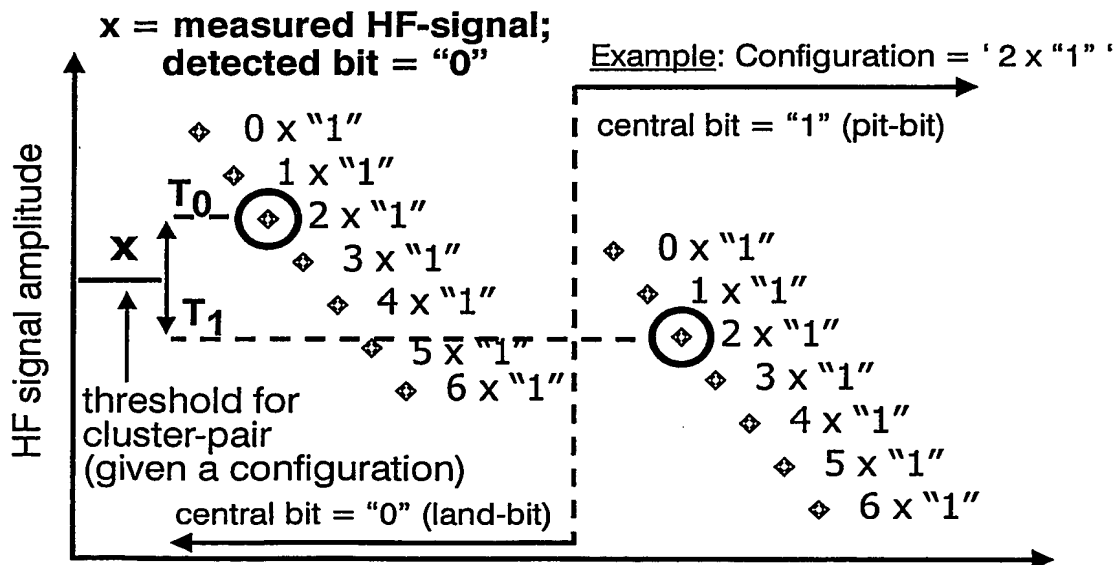 x = measured HF-signal;
detected bit = “0”
Example: Configuration = ‘ 2 x “1” ‘
central bit = “1” (pit-bit)
HF signal amplitude
0 x “1”
1 x “1”
T0
2 x “1”
3 x “1”
4 x “1”
5 x “1”
6 x “1”
x
T1
threshold for
cluster-pair
(given a configuration)
central bit = “0” (land-bit)
0 x “1”
1 x “1”
2 x “1”
3 x “1”
4 x “1”
5 x “1”
6 x “1”